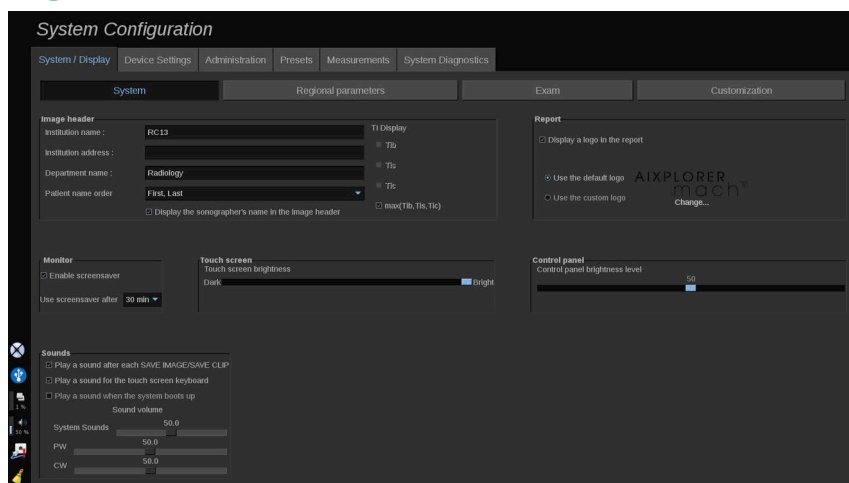 System Configuration
System / Display Device Settings Administration Presets Measurements System Diagnostics
System Regional parameters Exam Customization
Image header
Institution name : RC13
Institution address :
Department name : Radiology
Patient name order First, Last
Display the sonographer's name in the image header
TI Display
Tib
Tis
Tic
max(Tib,Tis,Tic)
Report
Display a logo in the report
Use the default logo
AIXPLORER
mach
Use the custom logo
Change...
Monitor
Enable screensaver
Use screensaver after 30 min
Touch screen
Touch screen brightness
Dark Bright
Control panel
Control panel brightness level
50
Sounds
Play a sound after each SAVE IMAGE/SAVE CLIP
Play a sound for the touch screen keyboard
Play a sound when the system boots up
Sound volume
System Sounds 50.0
PW 50.0
CW 50.0
1 %
50 %